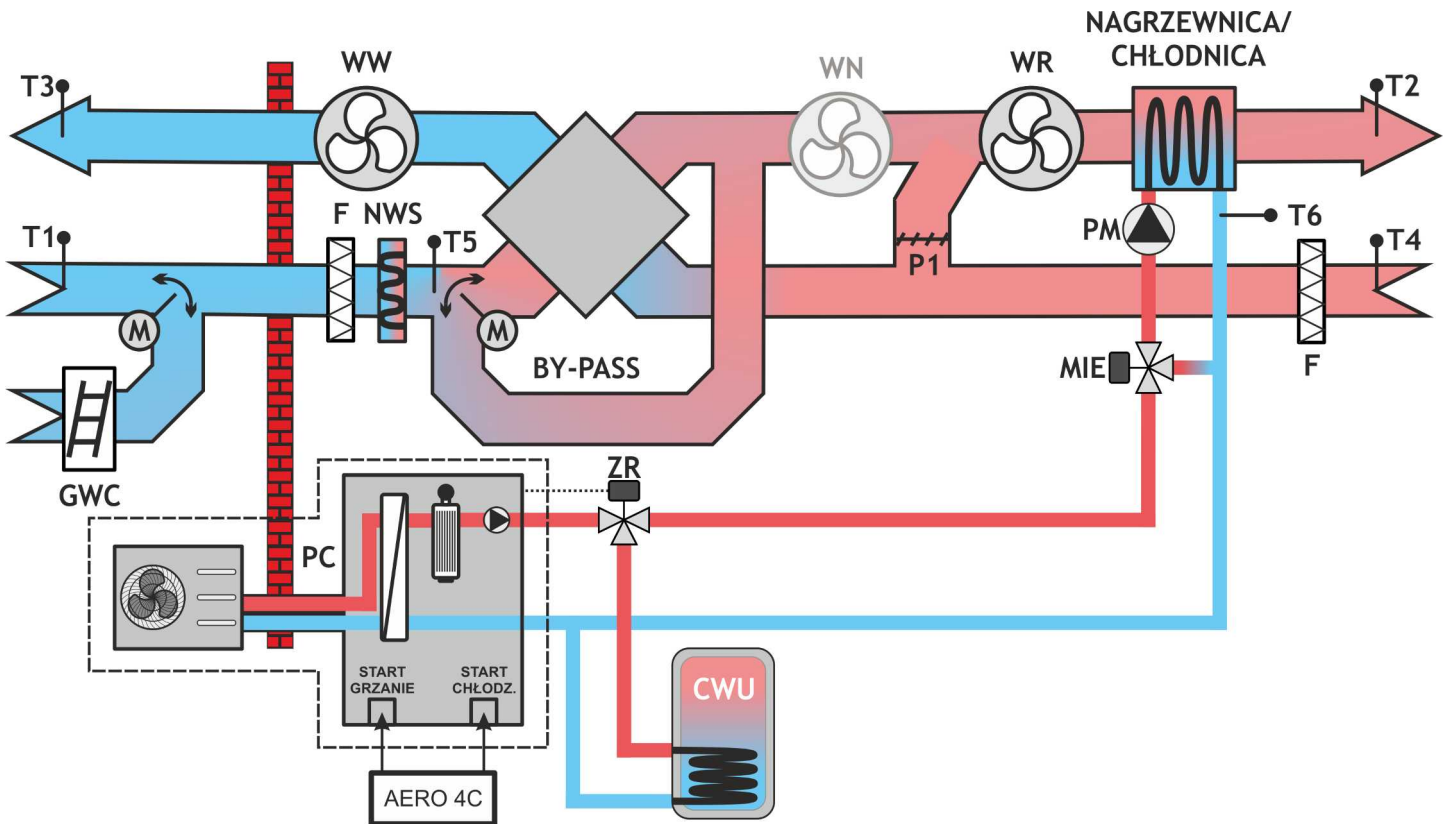 NAGRZEWNICA/
CHŁODNICA
WW
WN
WR
T3
T2
F
NWS
T1
T5
PM
T6
T4
P1
M
M
BY-PASS
MIE
F
GWC
ZR
PC
START
GRZANIE
START
CHŁODZ.
CWU
AERO 4C